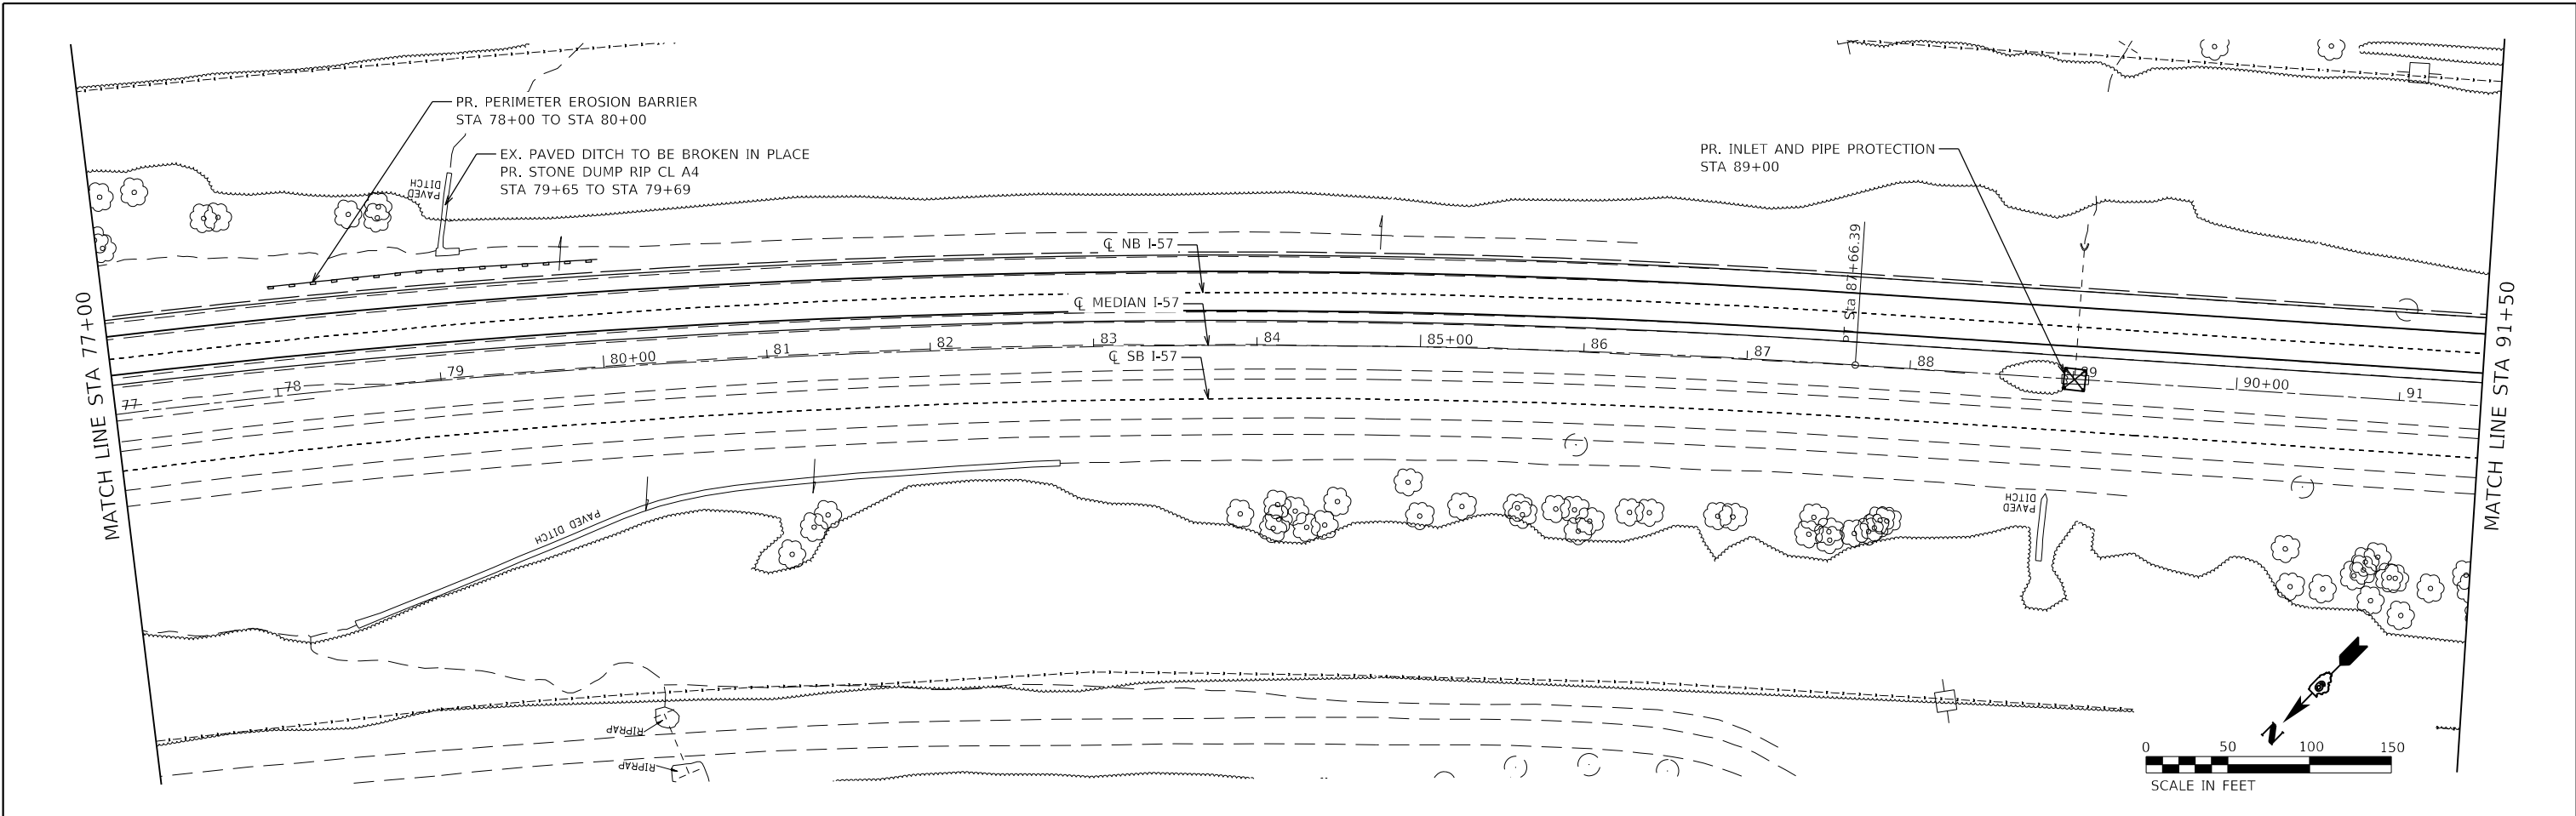 PR. PERIMETER EROSION BARRIER
STA 78+00 TO STA 80+00
EX. PAVED DITCH TO BE BROKEN IN PLACE
PR. STONE DUMP RIP CL A4
STA 79+65 TO STA 79+69
PAVED
DITCH
PR. INLET AND PIPE PROTECTION
STA 89+00
℄ NB I-57
℄ MEDIAN I-57
℄ SB I-57
PT Sta 87+66.39
MATCH LINE STA 77+00
77
78
79
80+00
81
82
83
84
85+00
86
87
88
89
90+00
91
MATCH LINE STA 91+50
PAVED DITCH
PAVED
DITCH
RIPRAP
RIPRAP
N
0 50 100 150
SCALE IN FEET